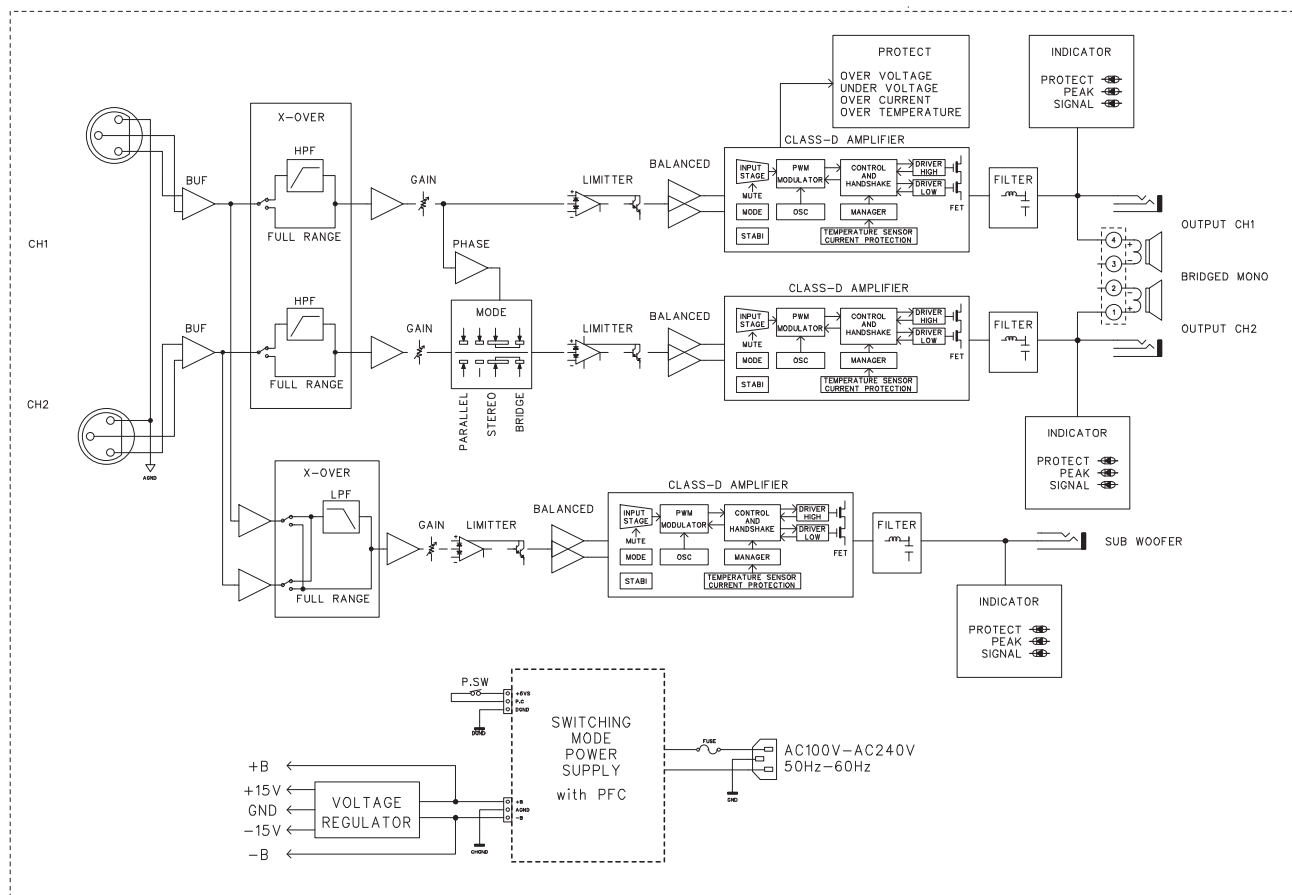 PROTECT
OVER VOLTAGE
UNDER VOLTAGE
OVER CURRENT
OVER TEMPERATURE
INDICATOR
PROTECT
PEAK
SIGNAL
X-OVER
HPF
FULL RANGE
HPF
FULL RANGE
CH1
CH2
BUF
BUF
AGND
GAIN
PHASE
LIMITTER
BALANCED
CLASS-D AMPLIFIER
INPUT
STAGE
MUTE
MODE
STABI
PWM
MODULATOR
OSC
CONTROL
AND
HANDSHAKE
MANAGER
TEMPERATURE SENSOR
CURRENT PROTECTION
DRIVER
HIGH
DRIVER
LOW
FET
FILTER
OUTPUT CH1
4
3
BRIDGED MONO
2
1
OUTPUT CH2
+
-
-
+
GAIN
MODE
PARALLEL
STEREO
BRIDGE
LIMITTER
BALANCED
CLASS-D AMPLIFIER
INPUT
STAGE
MUTE
MODE
STABI
PWM
MODULATOR
OSC
CONTROL
AND
HANDSHAKE
MANAGER
TEMPERATURE SENSOR
CURRENT PROTECTION
DRIVER
HIGH
DRIVER
LOW
FET
FILTER
INDICATOR
PROTECT
PEAK
SIGNAL
X-OVER
LPF
FULL RANGE
GAIN
LIMITTER
BALANCED
CLASS-D AMPLIFIER
INPUT
STAGE
MUTE
MODE
STABI
PWM
MODULATOR
OSC
CONTROL
AND
HANDSHAKE
MANAGER
TEMPERATURE SENSOR
CURRENT PROTECTION
DRIVER
HIGH
DRIVER
LOW
FET
FILTER
SUB WOOFER
INDICATOR
PROTECT
PEAK
SIGNAL
P.SW
+5VS
P.C
DGND
DGND
SWITCHING
MODE
POWER
SUPPLY
with PFC
FUSE
AC100V-AC240V
50Hz-60Hz
GND
+B
+15V
GND
-15V
-B
VOLTAGE
REGULATOR
+B
AGND
-B
CHGND